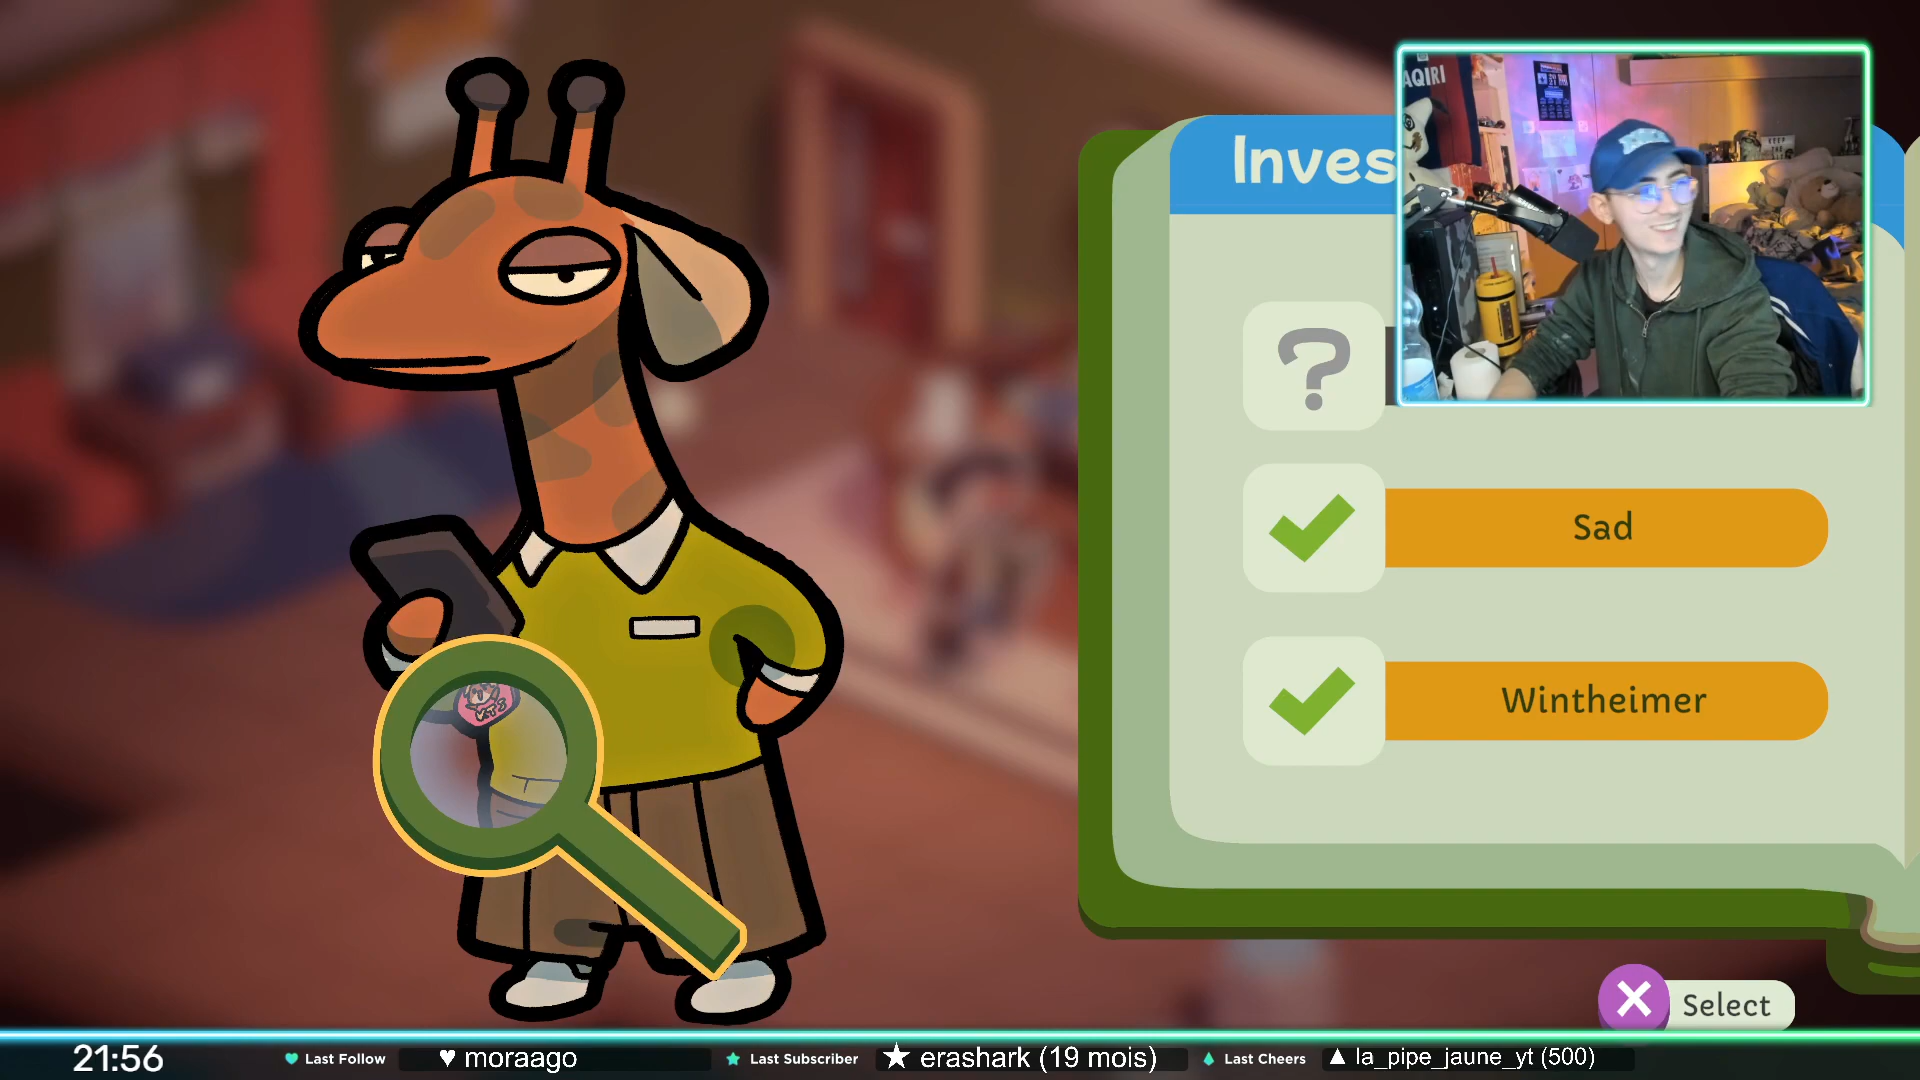 Inves
AQIRI
?
Sad
VETS
Wintheimer
Select
21:56
Last Follow
moraago
Last Subscriber
erashark (19 mois)
Last Cheers
la_pipe_jaune_yt (500)